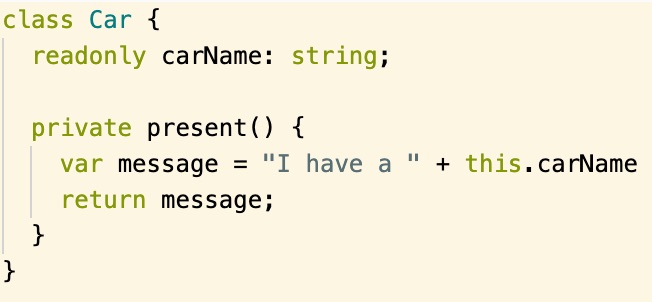 class Car {
readonly carName: string;
private present() {
var message = "I have a " + this.carName
return message;
}
}